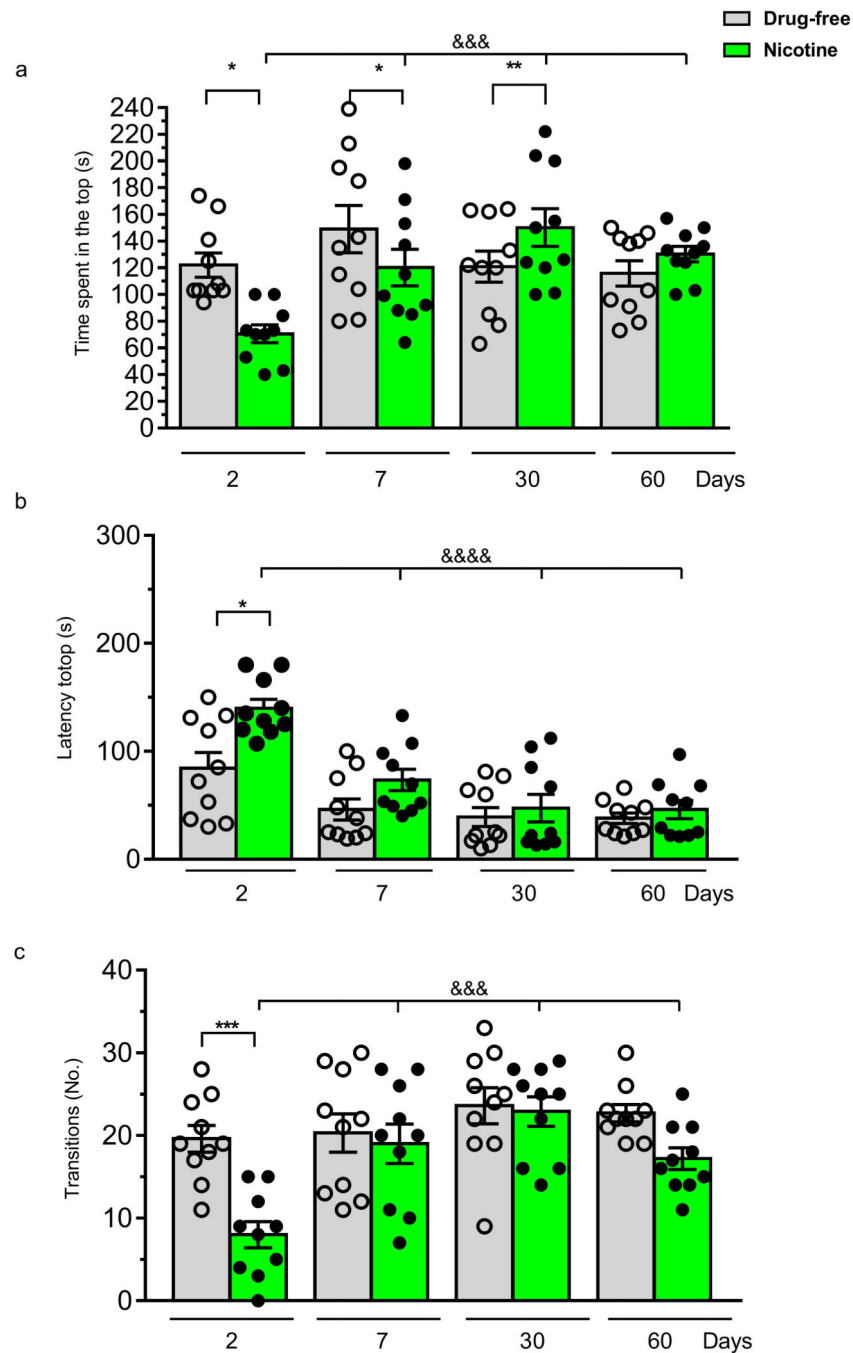 Drug-free
Nicotine
a
&&&
* * **
Time spent in the top (s)
240
220
200
180
160
140
120
100
80
60
40
20
0
2 7 30 60 Days
b
&&&&
*
Latency totop (s)
300
200
100
0
2 7 30 60 Days
c
&&&
***
Transitions (No.)
40
30
20
10
0
2 7 30 60 Days